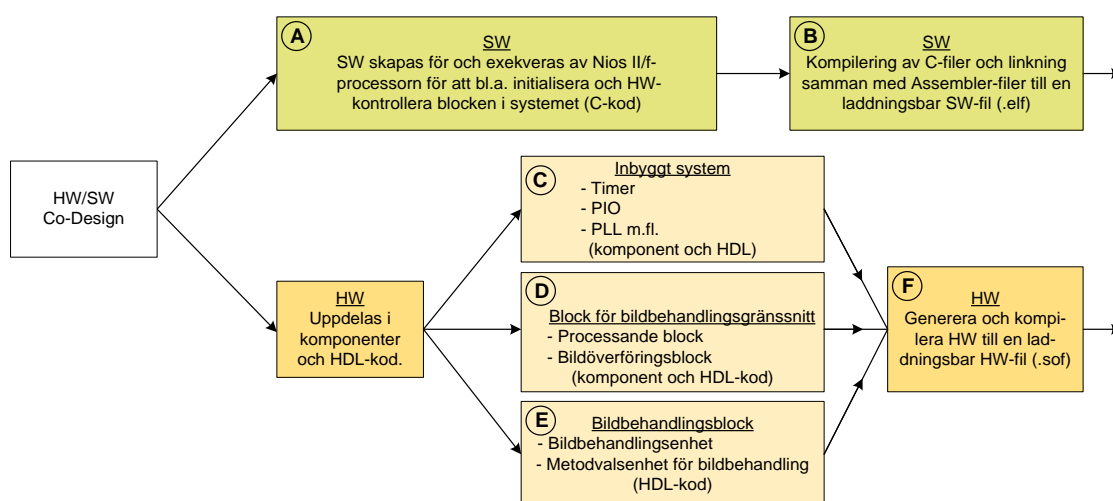 A
SW
SW skapas för och exekveras av Nios II/f-
processorn för att bl.a. initialisera och HW-
kontrollera blocken i systemet (C-kod)
B
SW
Kompilering av C-filer och linkning
samman med Assembler-filer till en
laddningsbar SW-fil (.elf)
HW/SW
Co-Design
HW
Uppdelas i
komponenter
och HDL-kod.
C
Inbyggt system
- Timer
- PIO
- PLL m.fl.
(komponent och HDL)
D
Block för bildbehandlingsgränssnitt
- Processande block
- Bildöverföringsblock
(komponent och HDL-kod)
E
Bildbehandlingsblock
- Bildbehandlingsenhet
- Metodvalsenhet för bildbehandling
(HDL-kod)
F
HW
Generera och kompi-
lera HW till en lad-
ddningsbar HW-fil (.sof)